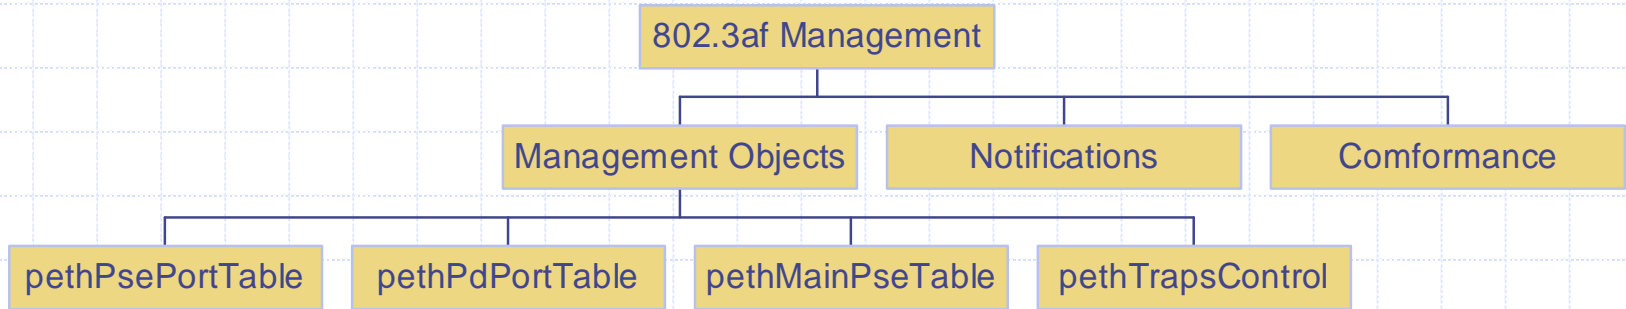 802.3af Management
Management Objects
Notifications
Comformance
pethPsePortTable
pethPdPortTable
pethMainPseTable
pethTrapsControl